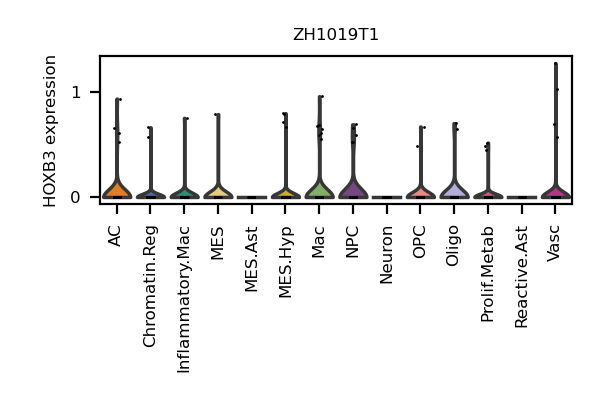 ZH1019T1
HOXB3 expression
1
0
AC
Chromatin.Reg
Inflammatory.Mac
MES
MES.Ast
MES.Hyp
Mac
NPC
Neuron
OPC
Oligo
Prolif.Metab
Reactive.Ast
Vasc